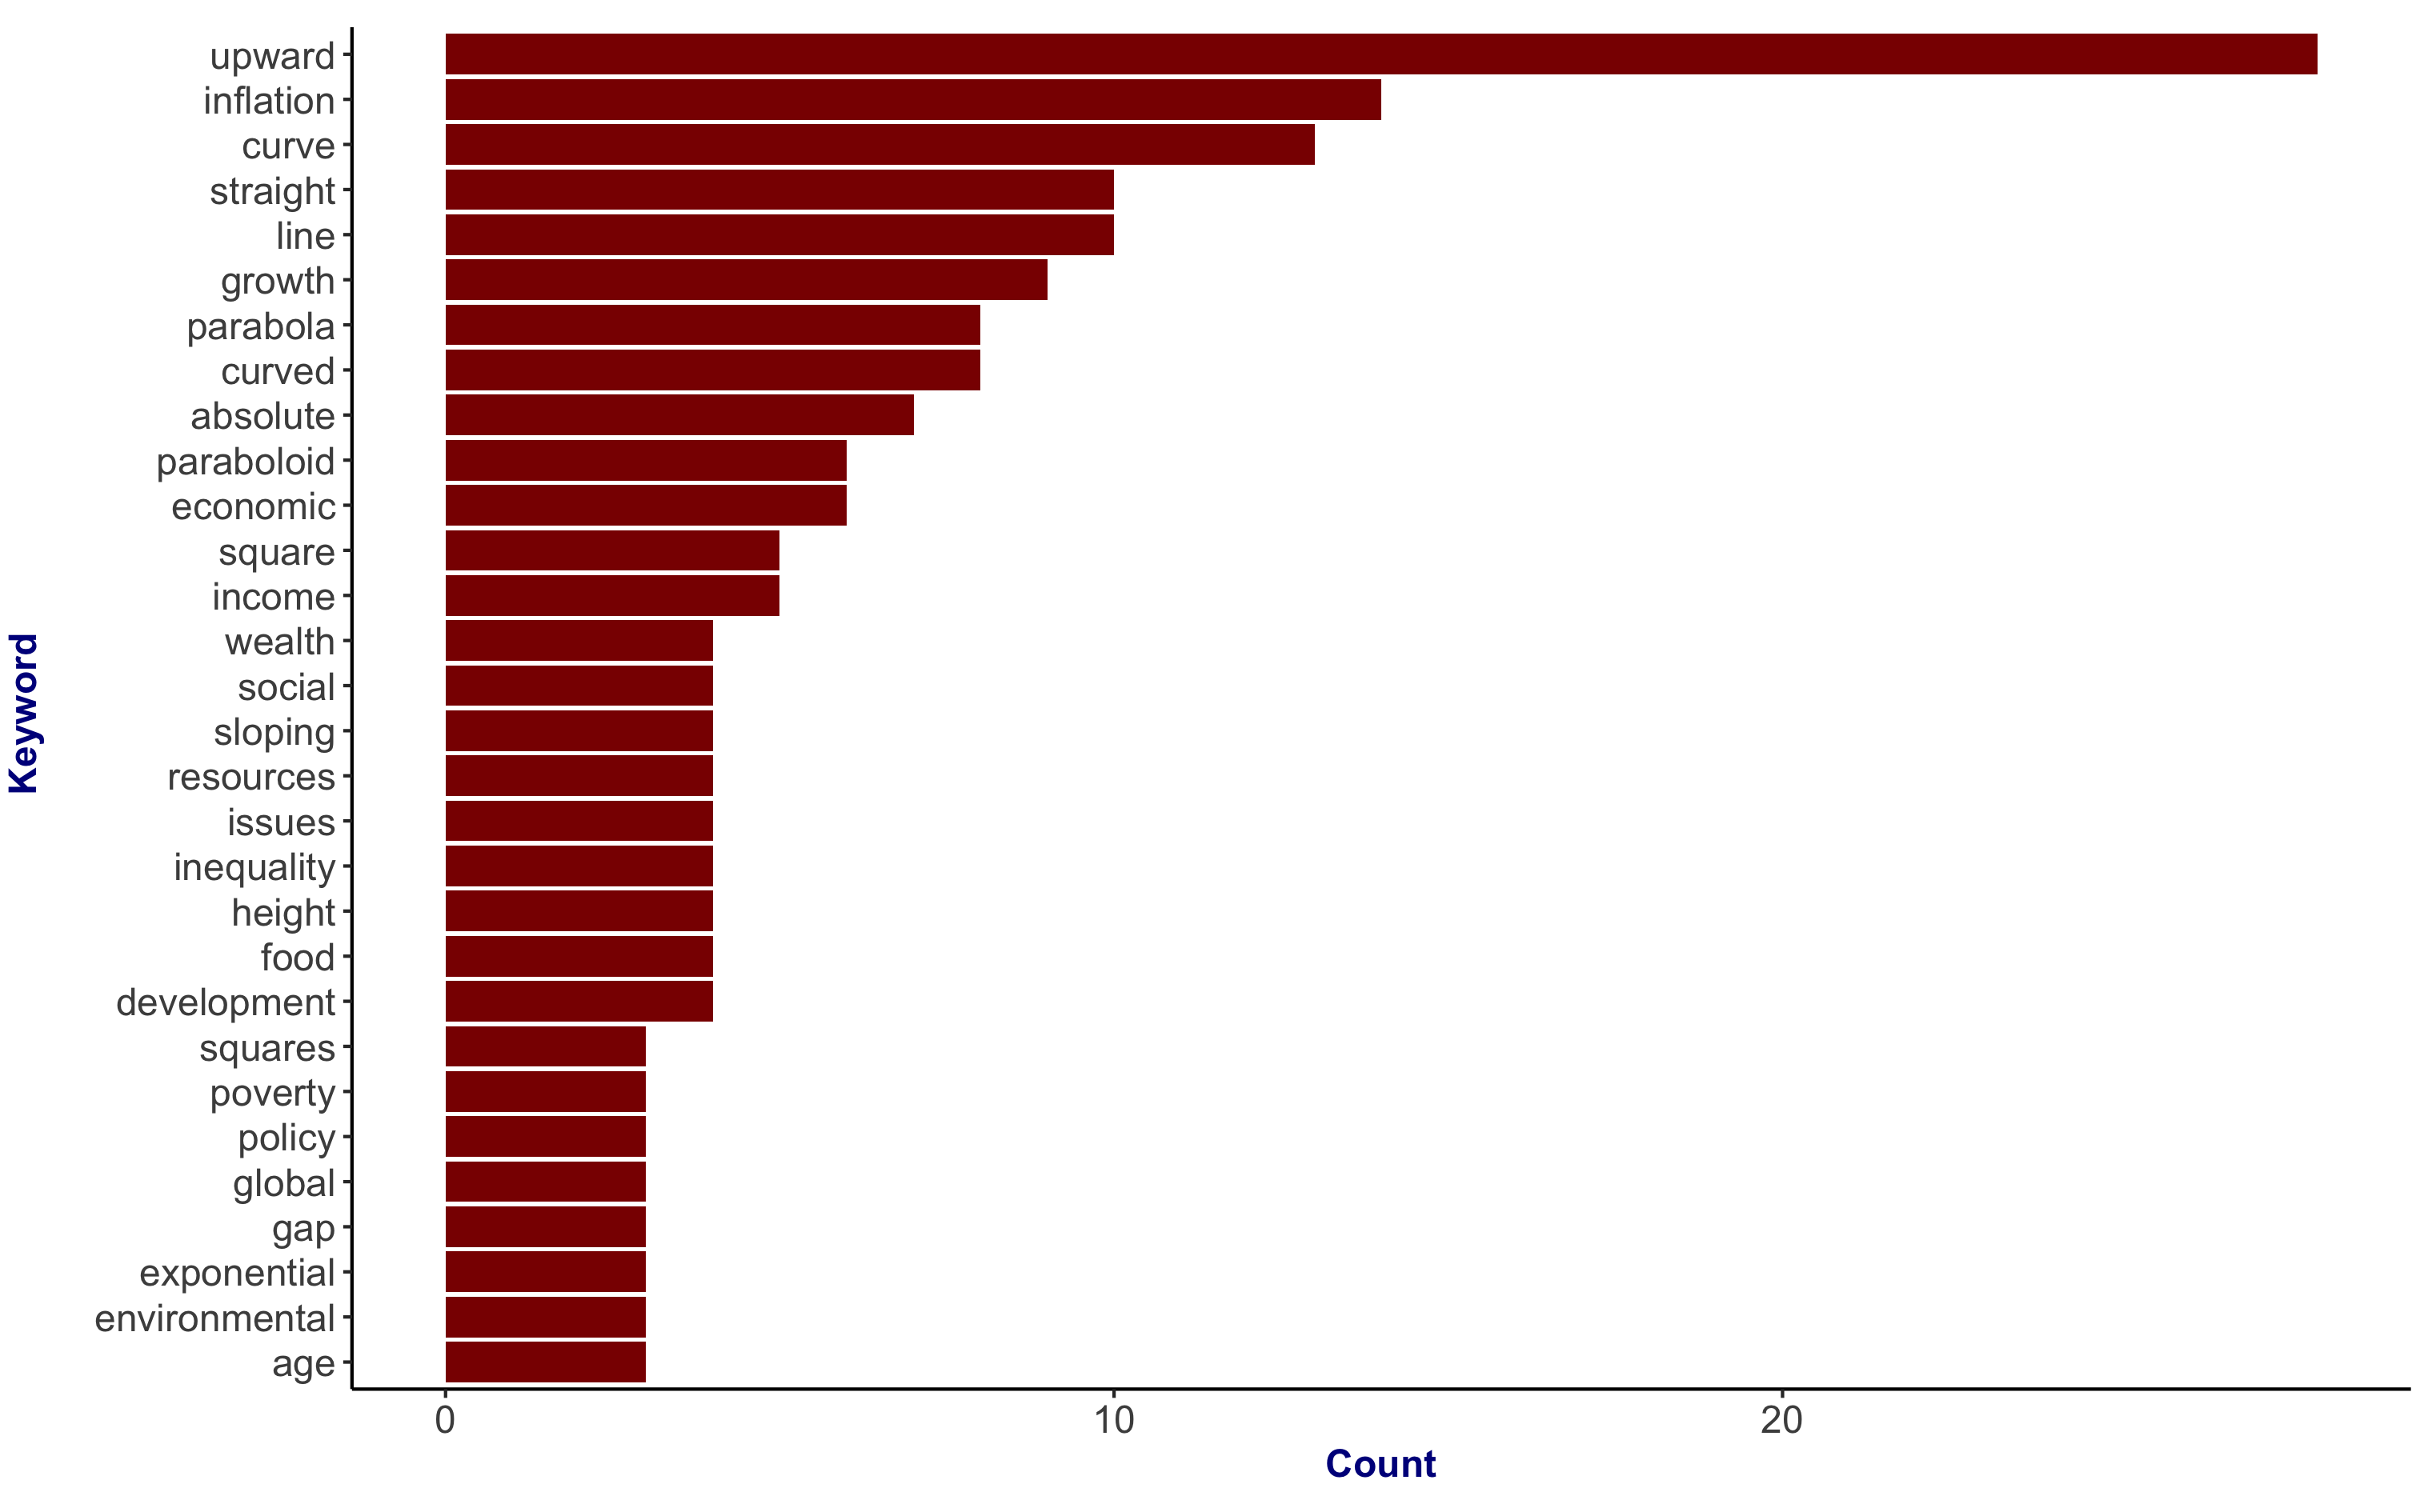 upward
inflation
curve
straight
line
growth
parabola
curved
absolute
paraboloid
economic
square
income
wealth
social
sloping
resources
issues
inequality
height
food
development
squares
poverty
policy
global
gap
exponential
environmental
age
Keyword
0 10 20
Count